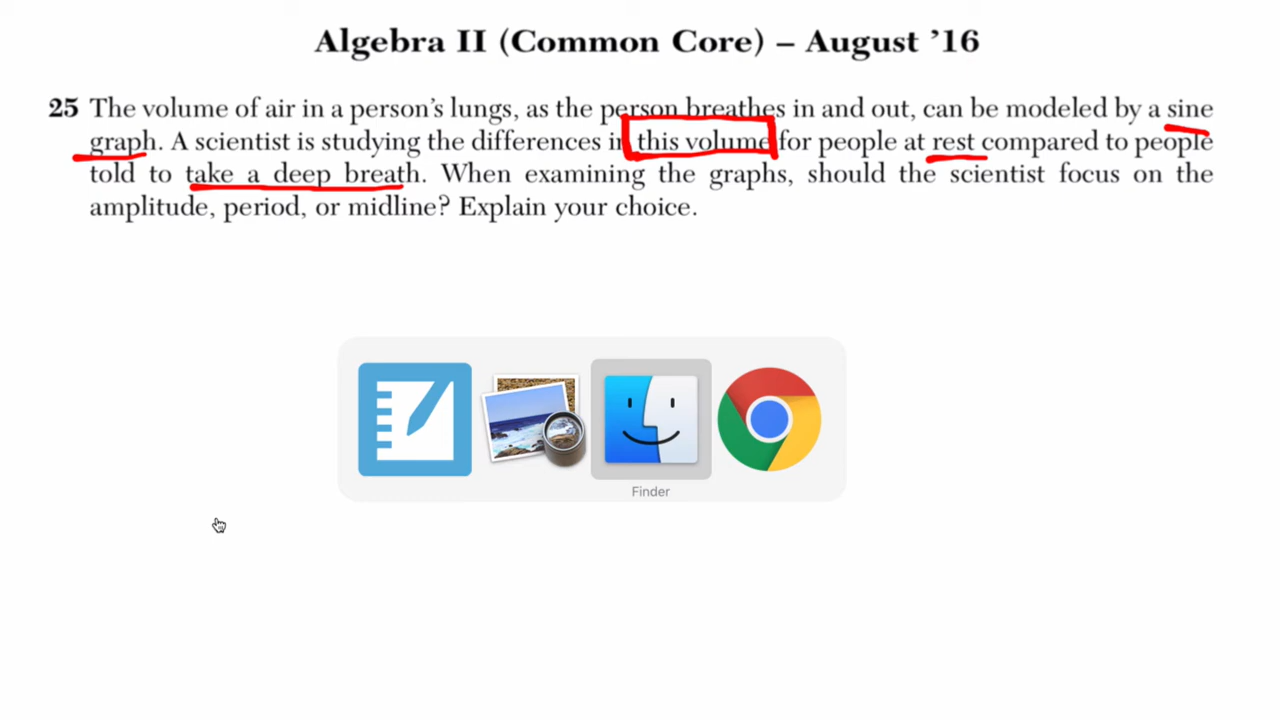 Algebra II (Common Core) – August ’16
25 The volume of air in a person’s lungs, as the person breathes in and out, can be modeled by a sine
graph. A scientist is studying the differences in this volume for people at rest compared to people
told to take a deep breath. When examining the graphs, should the scientist focus on the
amplitude, period, or midline? Explain your choice.
Finder